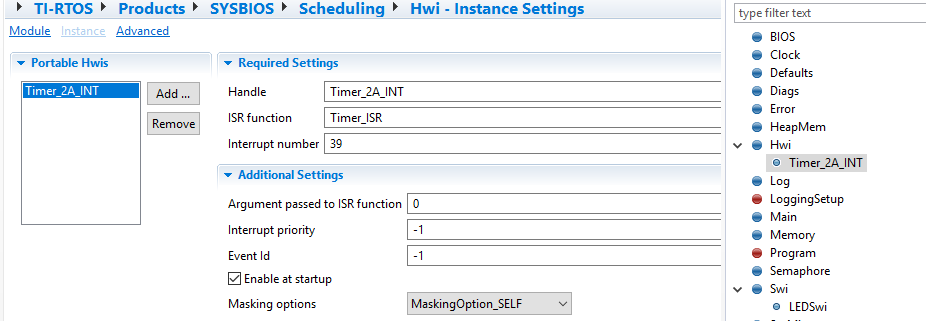 TI-RTOS Products SYSBIOS Scheduling Hwi - Instance Settings
Module Instance Advanced
Portable Hwis
Timer_2A_INT
Add ...
Remove
Required Settings
Handle Timer_2A_INT
ISR function Timer_ISR
Interrupt number 39
Additional Settings
Argument passed to ISR function 0
Interrupt priority -1
Event Id -1
Enable at startup
Masking options MaskingOption_SELF
type filter text
BIOS
Clock
Defaults
Diags
Error
HeapMem
Hwi
Timer_2A_INT
Log
LoggingSetup
Main
Memory
Program
Semaphore
Swi
LEDSwi